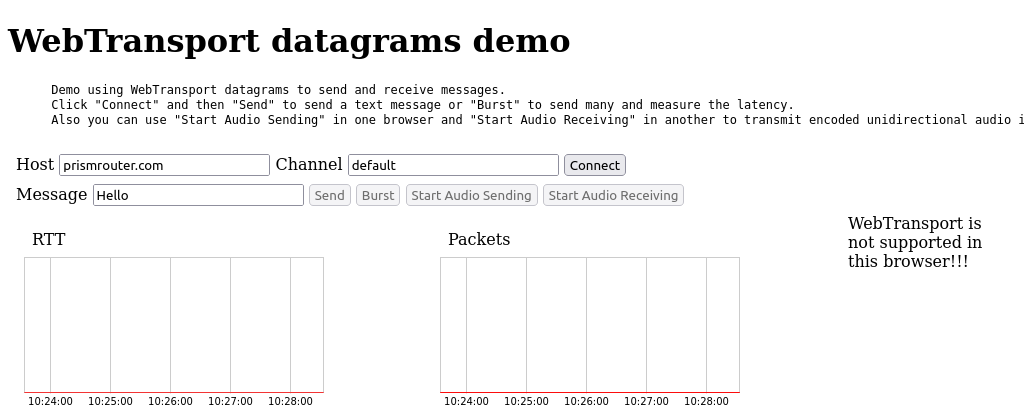 WebTransport datagrams demo
Demo using WebTransport datagrams to send and receive messages.
Click "Connect" and then "Send" to send a text message or "Burst" to send many and measure the latency.
Also you can use "Start Audio Sending" in one browser and "Start Audio Receiving" in another to transmit encoded unidirectional audio
Host prismrouter.com Channel default Connect
Message Hello Send Burst Start Audio Sending Start Audio Receiving
WebTransport is
not supported in
this browser!!!
RTT
10:24:00 10:25:00 10:26:00 10:27:00 10:28:00
Packets
10:24:00 10:25:00 10:26:00 10:27:00 10:28:00